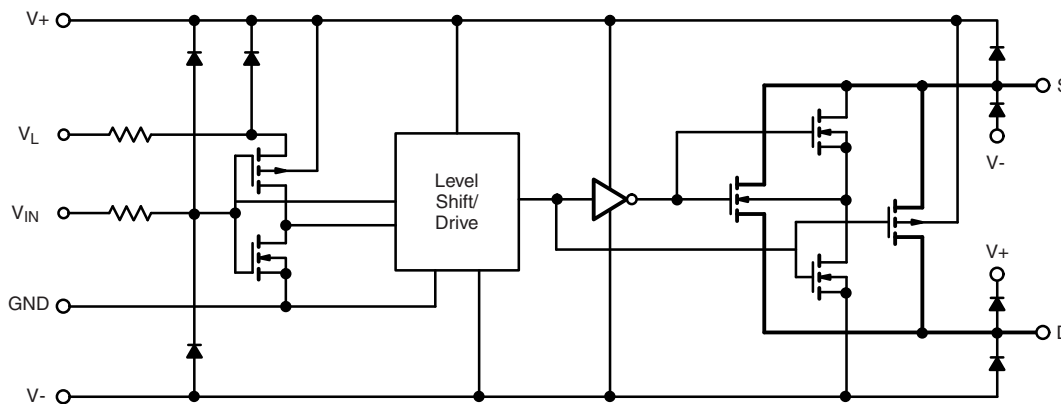 V+
S
VL
V-
Level
Shift/
Drive
VIN
V+
GND
D
V-